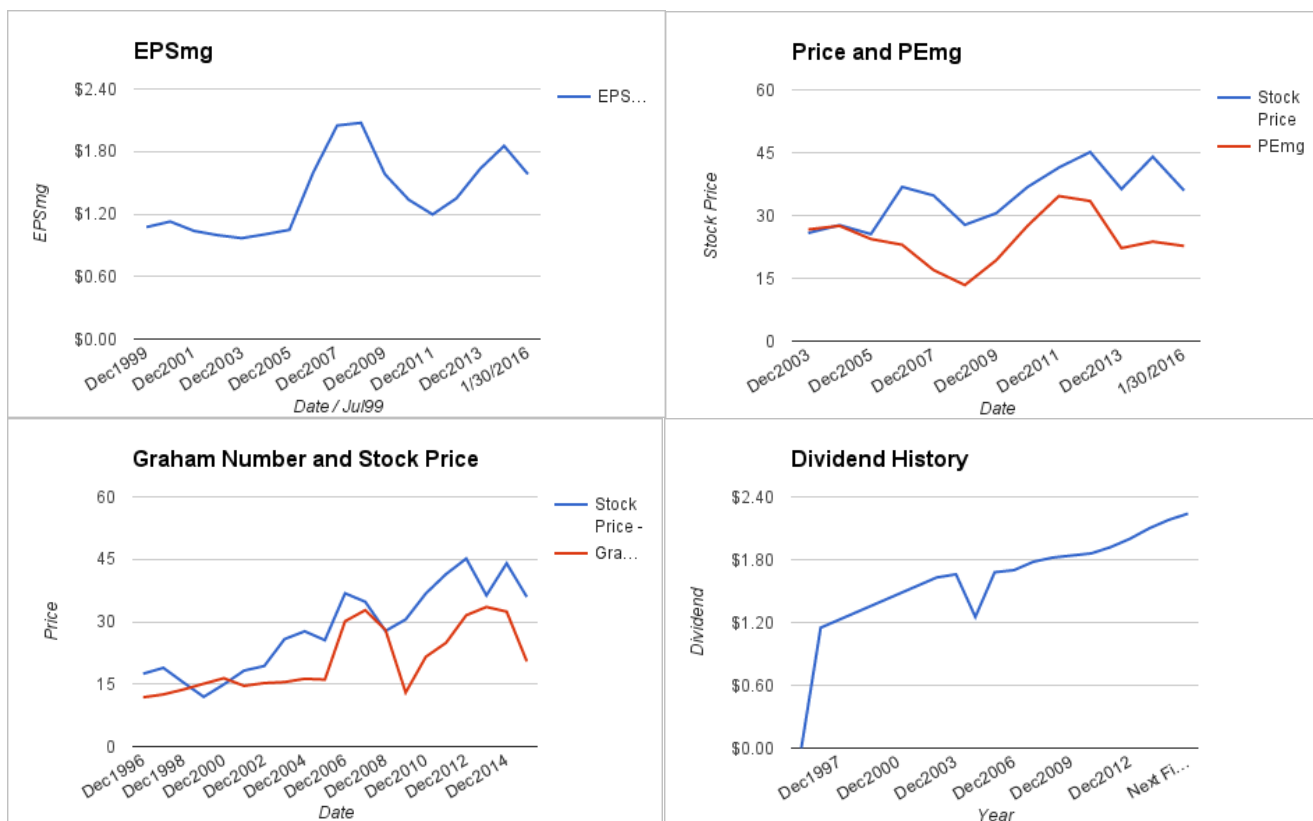 EPSmg
$2.40
$1.80
$1.20
$0.60
$0.00
EPSmg
EPS...
Dec1999
Dec2001
Dec2003
Dec2005
Dec2007
Dec2009
Dec2011
Dec2013
1/30/2016
Date / Jul99
Price and PEmg
60
45
30
15
0
Stock Price
Stock
Price
PEmg
Dec2003
Dec2005
Dec2007
Dec2009
Dec2011
Dec2013
1/30/2016
Date
Graham Number and Stock Price
60
45
30
15
0
Price
Stock
Price -
Gra...
Dec1996
Dec1998
Dec2000
Dec2002
Dec2004
Dec2006
Dec2008
Dec2010
Dec2012
Dec2014
Date
Dividend History
$2.40
$1.80
$1.20
$0.60
$0.00
Dividend
Dec1997
Dec2000
Dec2003
Dec2006
Dec2009
Dec2012
Next Fi...
Year